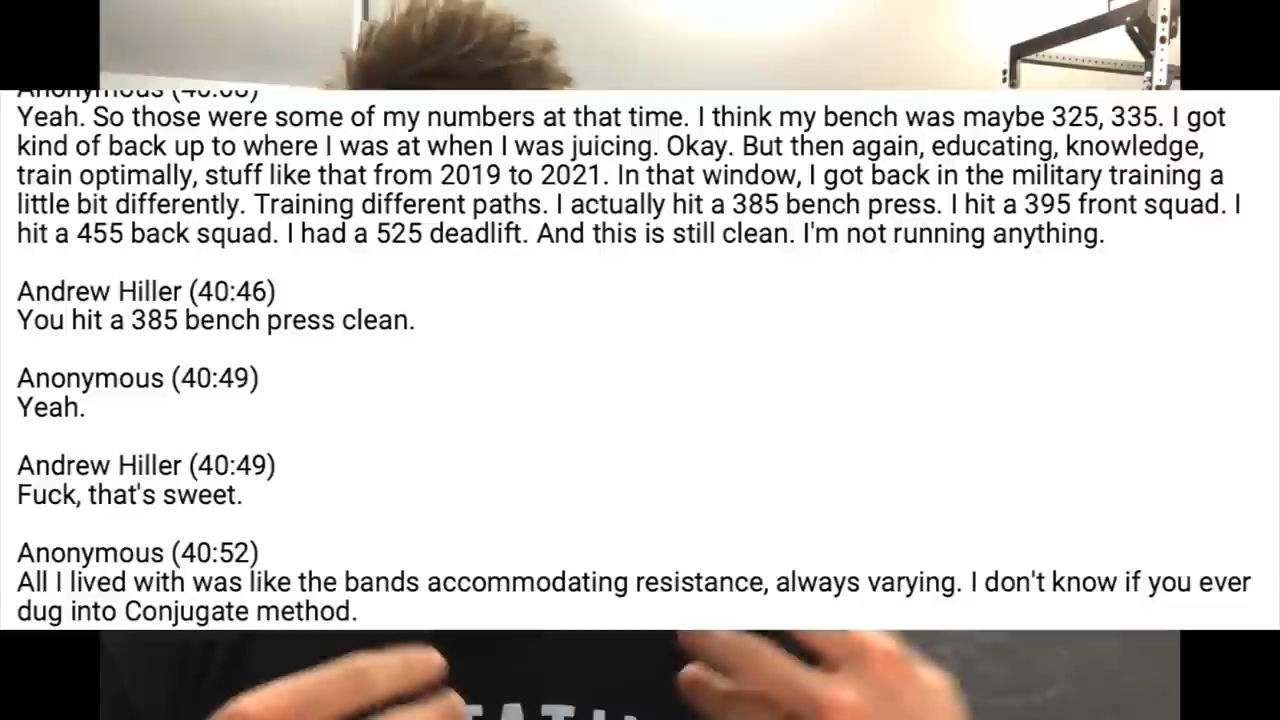 Anonymous (40:08)
Yeah. So those were some of my numbers at that time. I think my bench was maybe 325, 335. I got
kind of back up to where I was at when I was juicing. Okay. But then again, educating, knowledge,
train optimally, stuff like that from 2019 to 2021. In that window, I got back in the military training a
little bit differently. Training different paths. I actually hit a 385 bench press. I hit a 395 front squat. I
hit a 455 back squat. I had a 525 deadlift. And this is still clean. I'm not running anything.
Andrew Hiller (40:46)
You hit a 385 bench press clean.
Anonymous (40:49)
Yeah.
Andrew Hiller (40:49)
Fuck, that's sweet.
Anonymous (40:52)
All I lived with was like the bands accommodating resistance, always varying. I don't know if you ever
dug into Conjugate method.